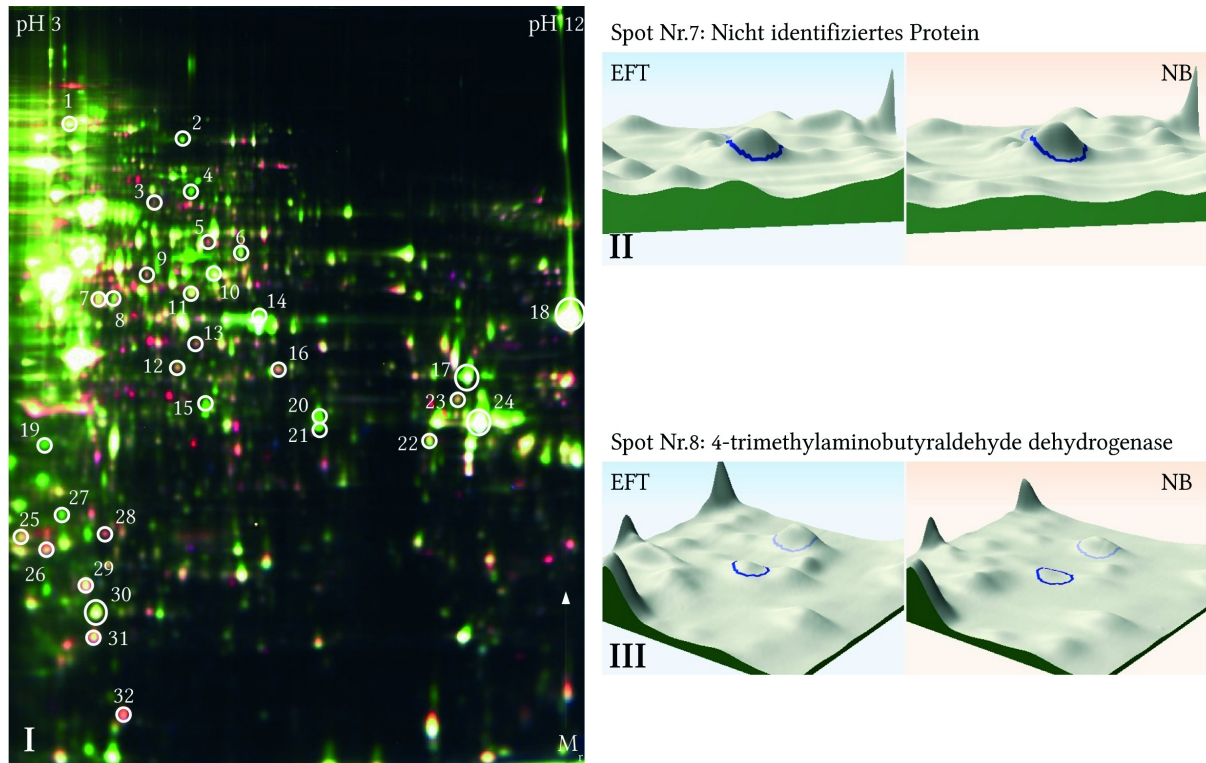 pH 3
pH 12
1
2
3
4
5
6
9
10
7
8
11
14
18
13
12
16
17
15
23
24
20
21
22
19
27
25
28
26
29
30
31
32
I
M
r
Spot Nr.7: Nicht identifiziertes Protein
EFT
NB
II
Spot Nr.8: 4-trimethylaminobutyraldehyde dehydrogenase
EFT
NB
III